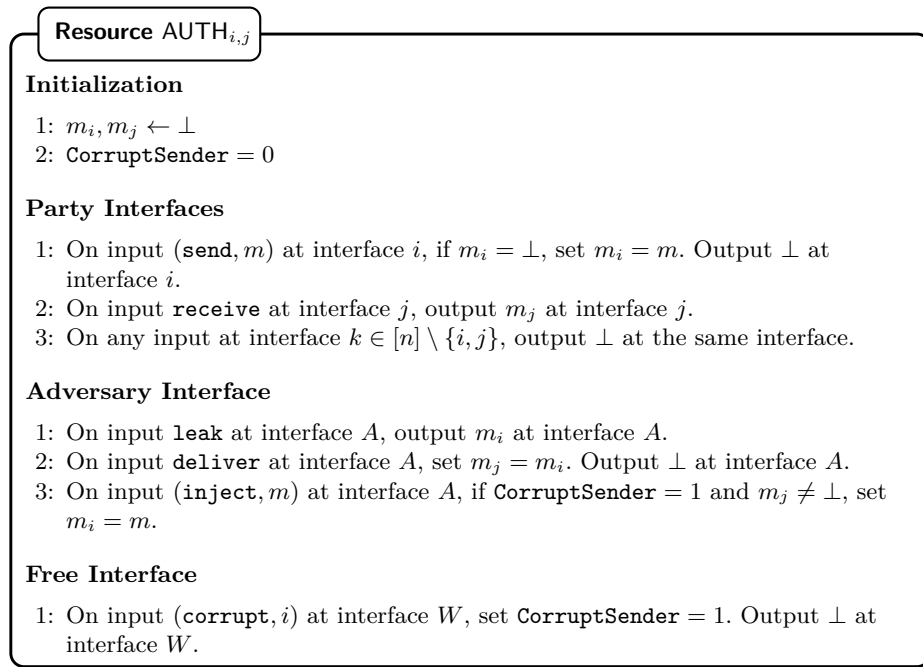 Resource AUTH_{i,j}
Initialization
1: m_i, m_j ← ⊥
2: CorruptSender = 0
Party Interfaces
1: On input (send, m) at interface i, if m_i = ⊥, set m_i = m. Output ⊥ at
interface i.
2: On input receive at interface j, output m_j at interface j.
3: On any input at interface k ∈ [n] \ {i, j}, output ⊥ at the same interface.
Adversary Interface
1: On input leak at interface A, output m_i at interface A.
2: On input deliver at interface A, set m_j = m_i. Output ⊥ at interface A.
3: On input (inject, m) at interface A, if CorruptSender = 1 and m_j ≠ ⊥, set
m_i = m.
Free Interface
1: On input (corrupt, i) at interface W, set CorruptSender = 1. Output ⊥ at
interface W.